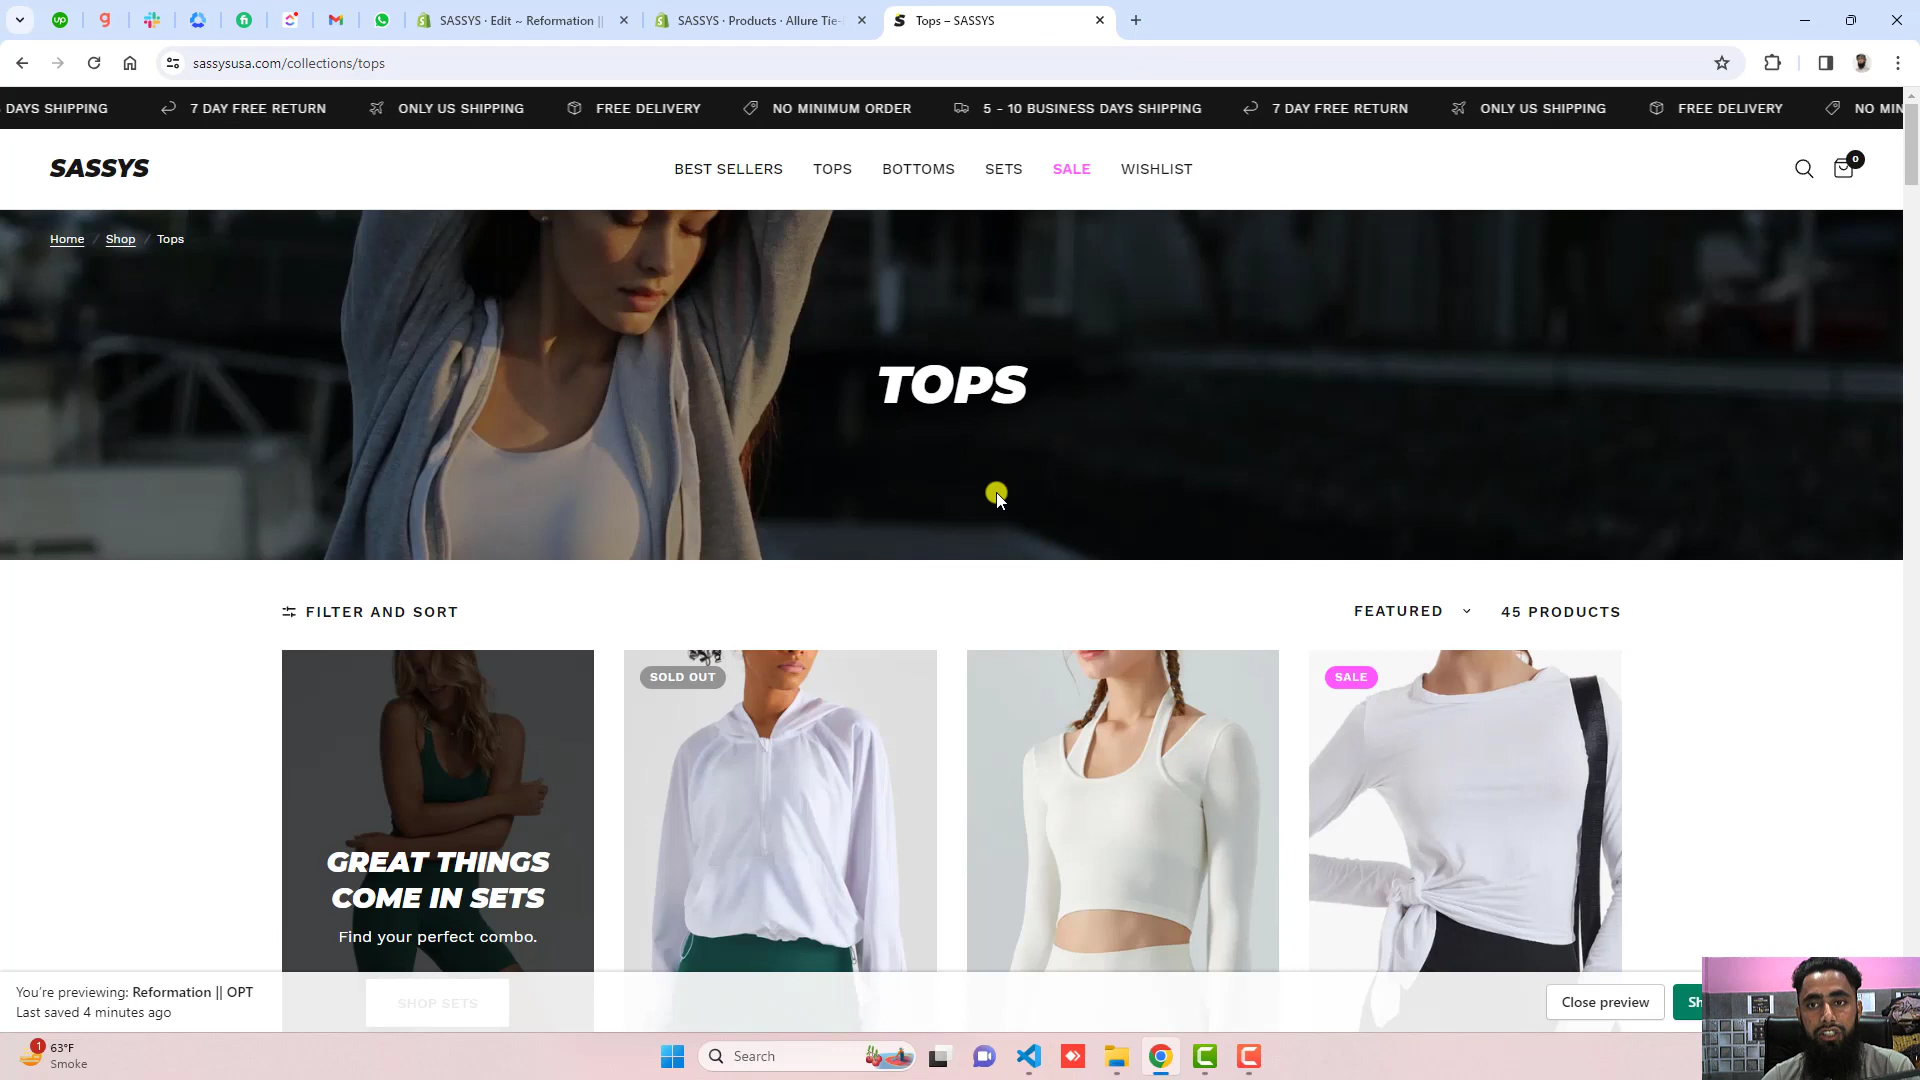 up
SASSYS · Edit ~ Reformation ||
SASSYS · Products · Allure Tie-
Tops – SASSYS
sassysusa.com/collections/tops
DAYS SHIPPING
7 DAY FREE RETURN
ONLY US SHIPPING
FREE DELIVERY
NO MINIMUM ORDER
5 - 10 BUSINESS DAYS SHIPPING
7 DAY FREE RETURN
ONLY US SHIPPING
FREE DELIVERY
NO MIN
SASSYS
BEST SELLERS
TOPS
BOTTOMS
SETS
SALE
WISHLIST
0
Home / Shop / Tops
TOPS
FILTER AND SORT
FEATURED
45 PRODUCTS
SOLD OUT
SALE
GREAT THINGS
COME IN SETS
Find your perfect combo.
SHOP SETS
You're previewing: Reformation || OPT
Last saved 4 minutes ago
Close preview
Sh
1
63°F
Smoke
Search